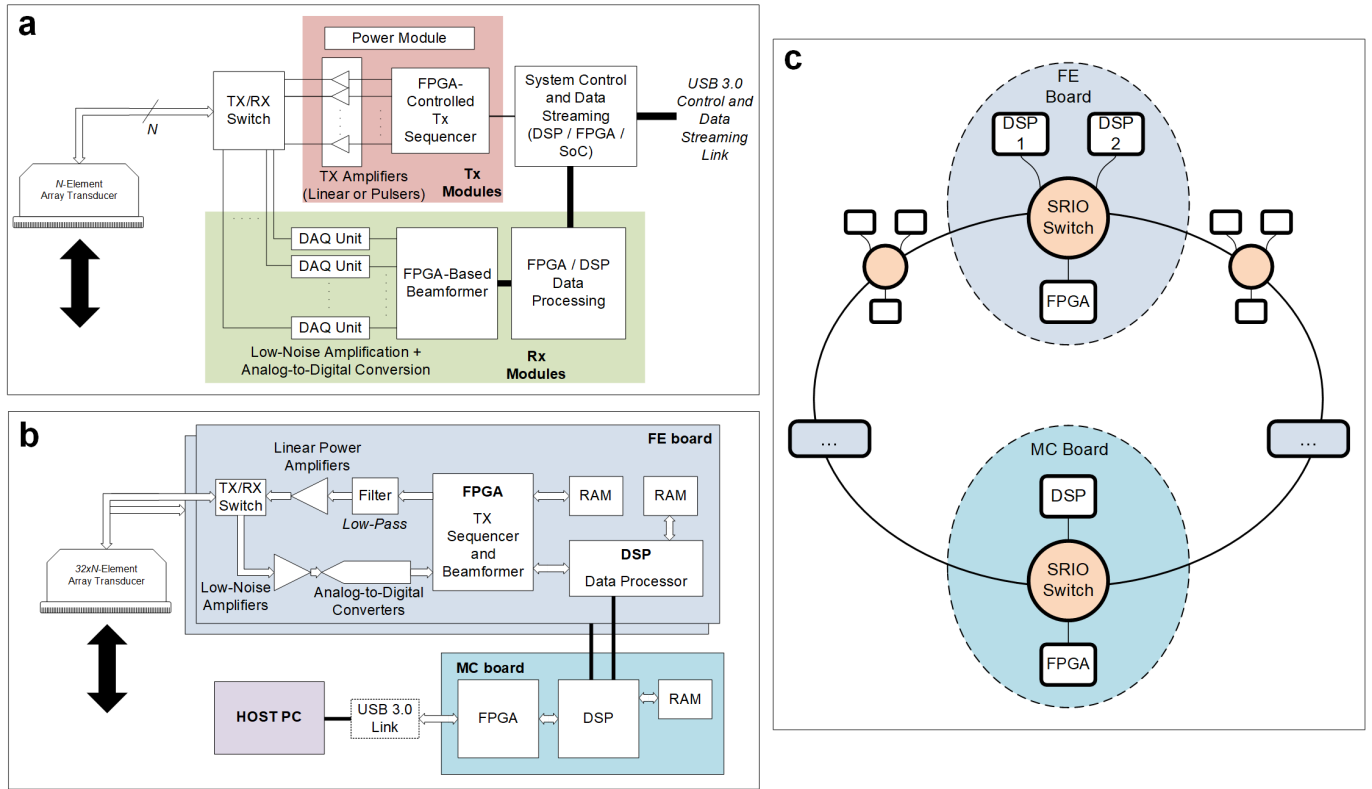 a
Power Module
TX/RX
Switch
FPGA-
Controlled
Tx
Sequencer
System Control
and Data
Streaming
(DSP / FPGA /
SoC)
USB 3.0
Control and
Data
Streaming
Link
N
N-Element
Array Transducer
TX Amplifiers
(Linear or Pulsers)
Tx
Modules
DAQ Unit
DAQ Unit
DAQ Unit
FPGA-Based
Beamformer
FPGA / DSP
Data
Processing
Low-Noise Amplification +
Analog-to-Digital Conversion
Rx
Modules
b
FE board
Linear Power
Amplifiers
TX/RX
Switch
Filter
Low-Pass
FPGA
TX
Sequencer
and
Beamformer
RAM
RAM
DSP
Data Processor
32xN-Element
Array Transducer
Low-Noise
Amplifiers
Analog-to-Digital
Converters
MC board
HOST PC
USB 3.0
Link
FPGA
DSP
RAM
c
FE
Board
DSP
1
DSP
2
SRIO
Switch
FPGA
...
...
MC Board
DSP
SRIO
Switch
FPGA